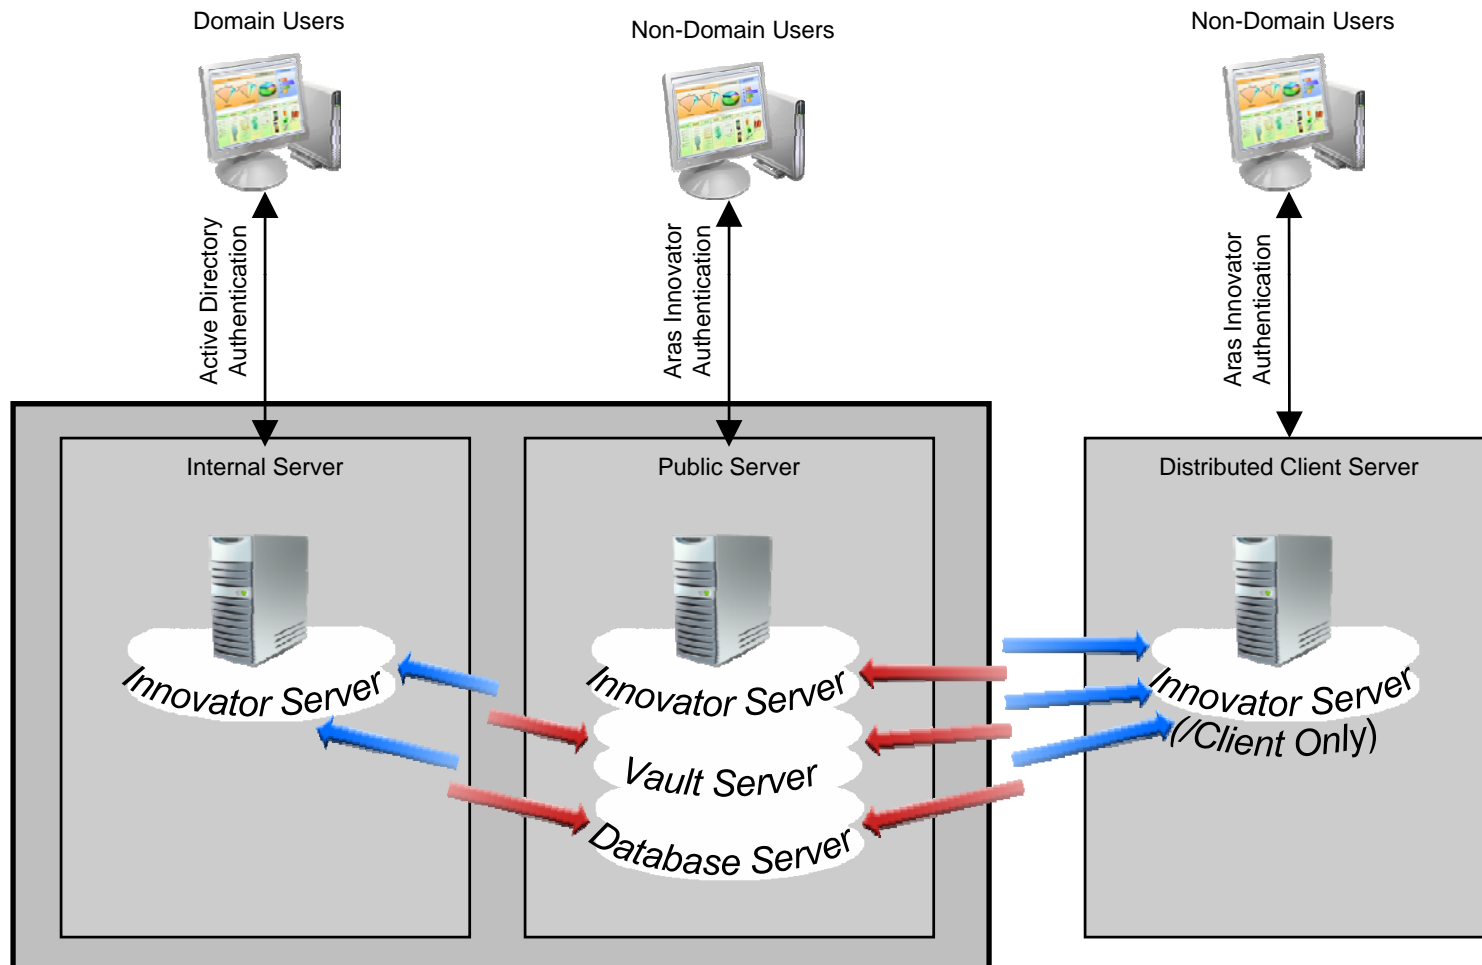 Domain Users
Non-Domain Users
Non-Domain Users
Active Directory
Authentication
Aras Innovator
Authentication
Aras Innovator
Authentication
Internal Server
Public Server
Distributed Client Server
Innovator Server
Innovator Server
Vault Server
Database Server
Innovator Server
(/Client Only)